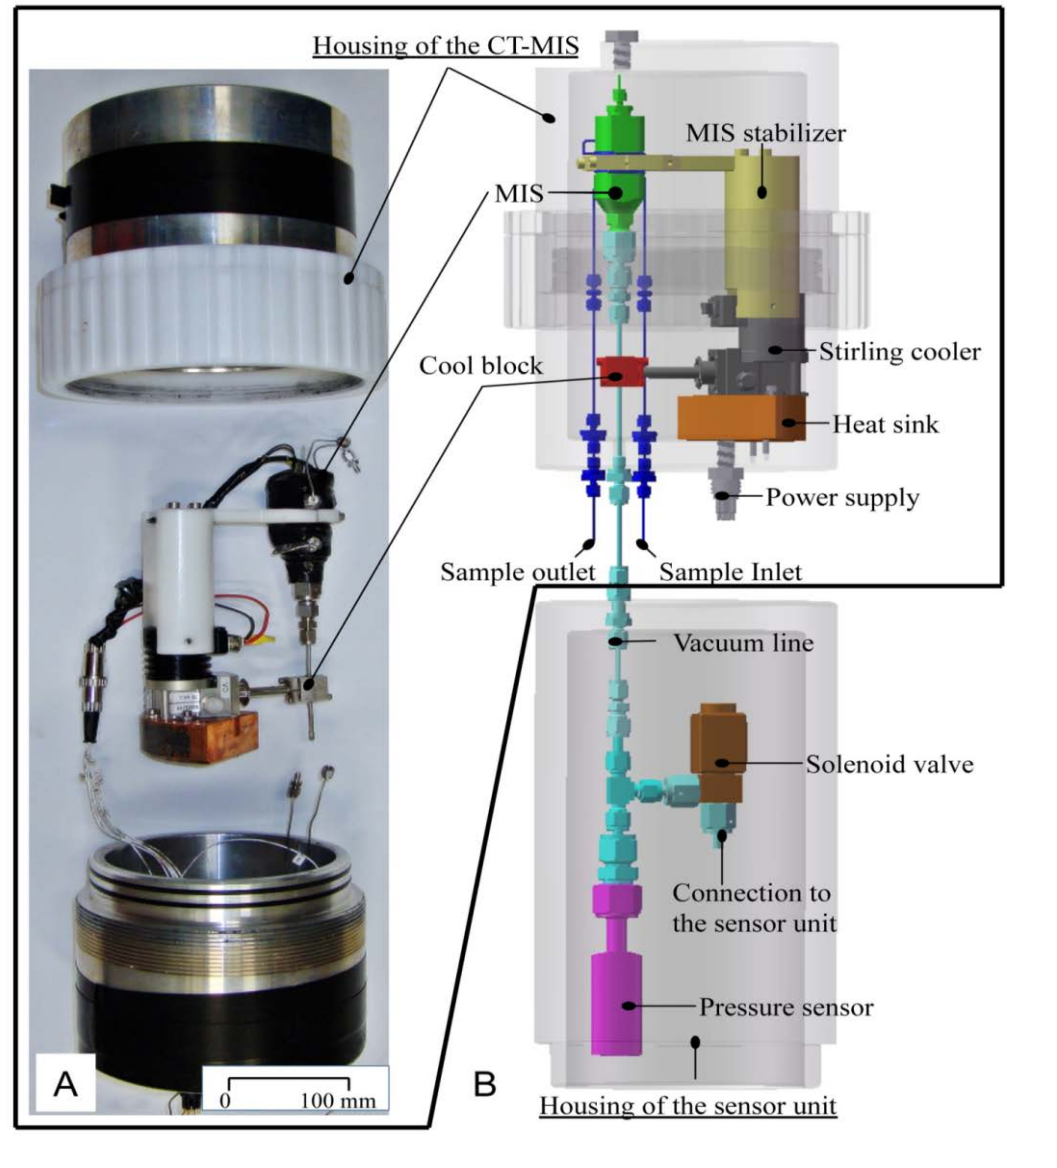 Housing of the CT-MIS
MIS stabilizer
MIS
Stirling cooler
Cool block
Heat sink
Power supply
Sample outlet
Sample Inlet
Vacuum line
Solenoid valve
Connection to
the sensor unit
Pressure sensor
A
0 100 mm
B
Housing of the sensor unit